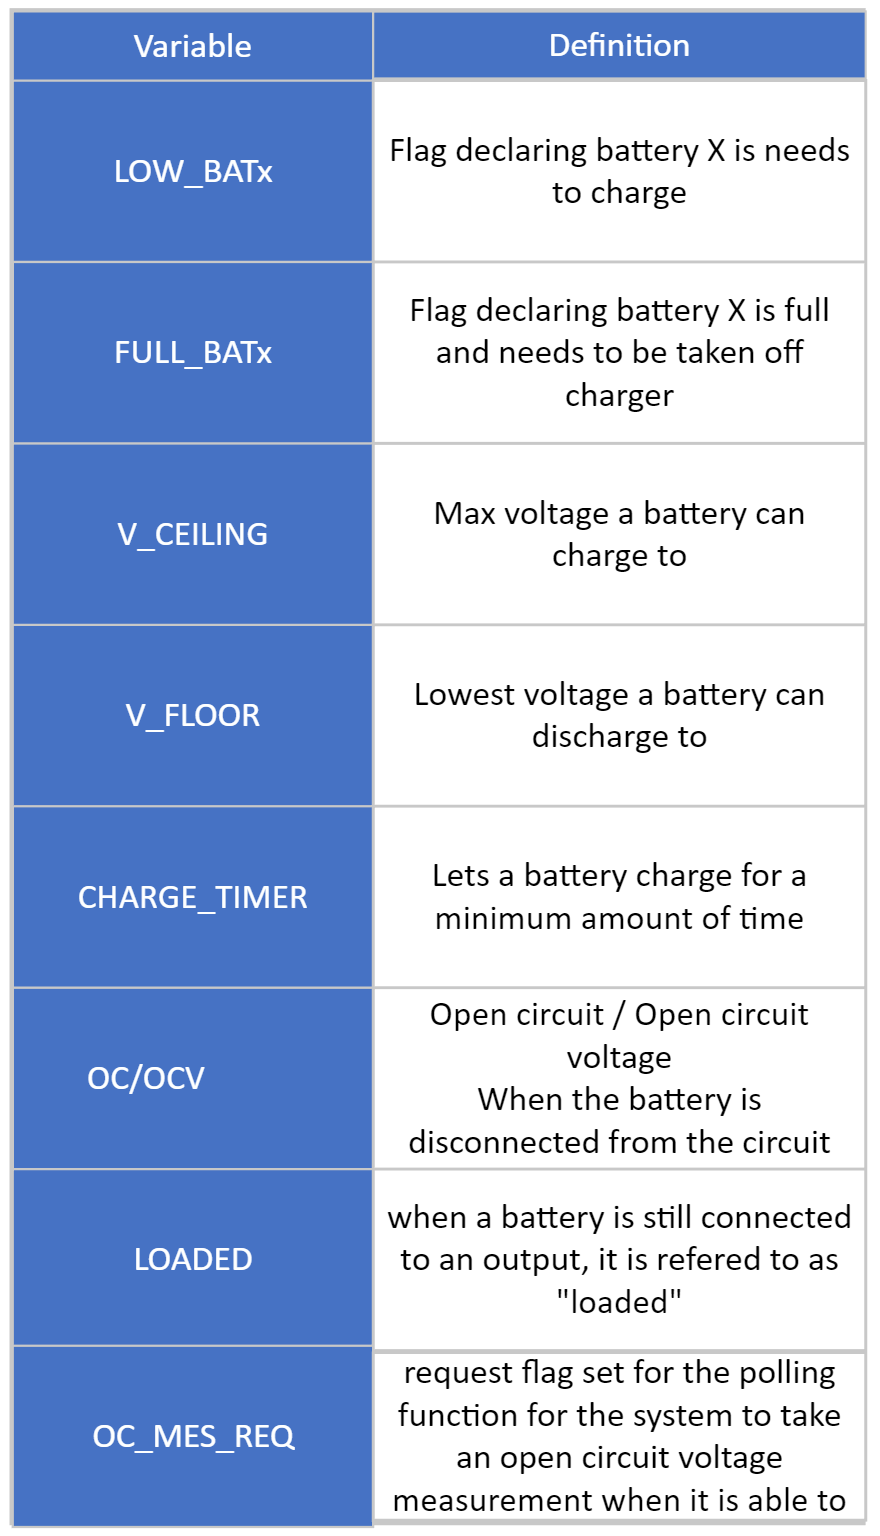 Variable
Definition
LOW_BATx
Flag declaring battery X is needs
to charge
FULL_BATx
Flag declaring battery X is full
and needs to be taken off
charger
V_CEILING
Max voltage a battery can
charge to
V_FLOOR
Lowest voltage a battery can
discharge to
CHARGE_TIMER
Lets a battery charge for a
minimum amount of time
OC/OCV
Open circuit / Open circuit
voltage
When the battery is
disconnected from the circuit
LOADED
when a battery is still connected
to an output, it is refered to as
"loaded"
OC_MES_REQ
request flag set for the polling
function for the system to take
an open circuit voltage
measurement when it is able to